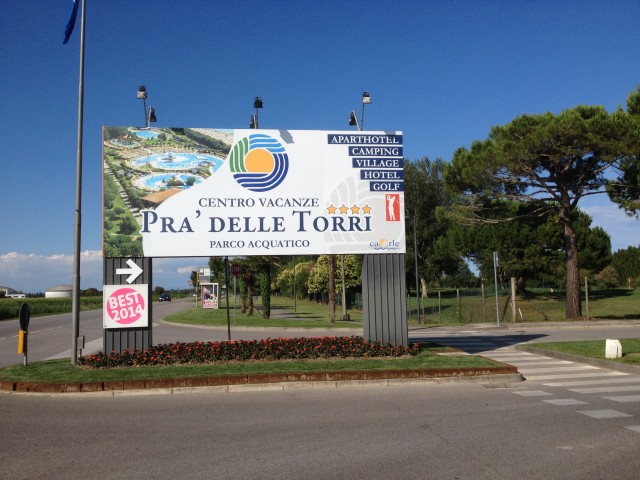 APARTHOTEL
CAMPING
VILLAGE
HOTEL
GOLF
CENTRO VACANZE
PRA' DELLE TORRI
PARCO ACQUATICO
caorle
BEST
2014